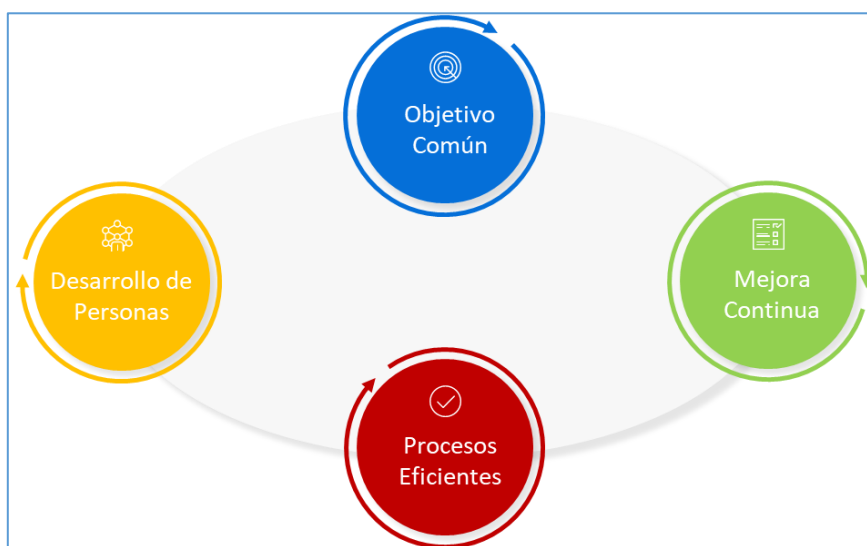 Objetivo
Común
Desarrollo de
Personas
Mejora
Continua
Procesos
Eficientes